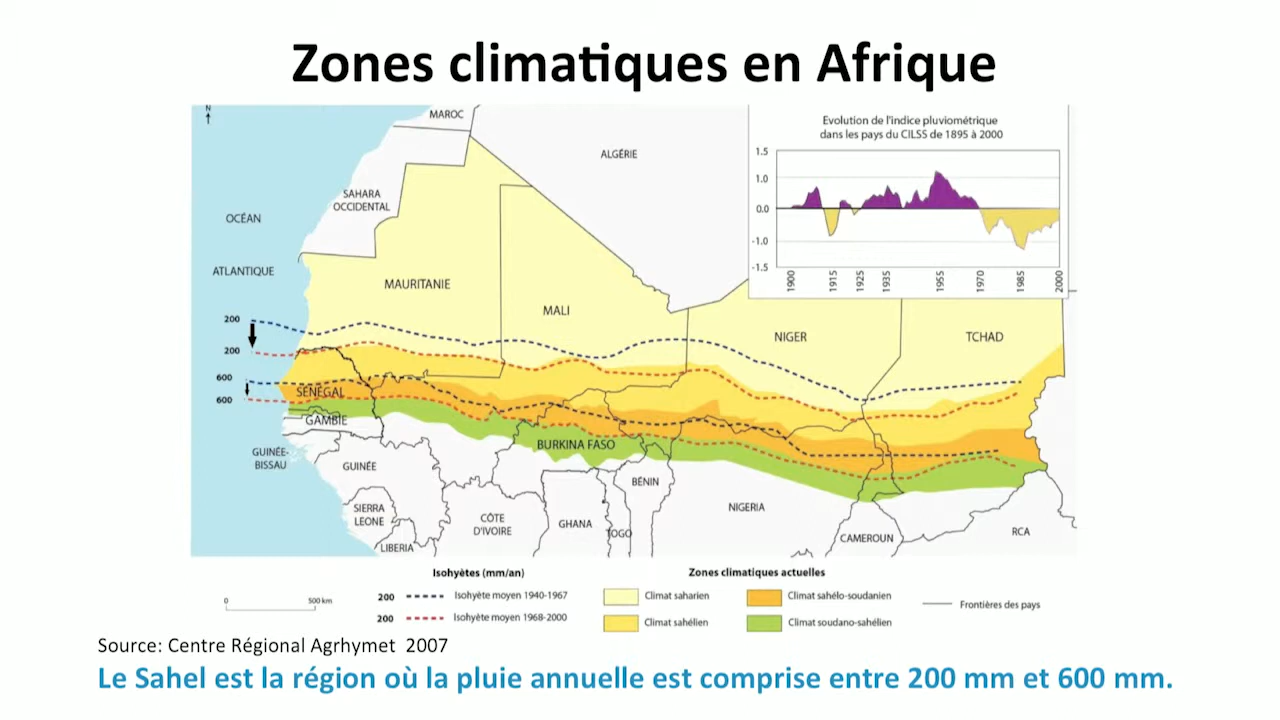 Zones climatiques en Afrique
N
MAROC
ALGÉRIE
SAHARA
OCCIDENTAL
OCÉAN
ATLANTIQUE
MAURITANIE
MALI
NIGER
TCHAD
Evolution de l'indice pluviométrique
dans les pays du CILSS de 1895 à 2000
1.5
1.0
0.0
-1.0
-1.5
1900 1915 1925 1935 1955 1970 1985 2000
200
200
600
600
SÉNÉGAL
GAMBIE
GUINÉE-
BISSAU
GUINÉE
SIERRA
LEONE
LIBERIA
CÔTE
D'IVOIRE
BURKINA FASO
GHANA
TOGO
BÉNIN
NIGERIA
CAMEROUN
RCA
0 500 km
Isohyètes (mm/an)
200 Isohyète moyen 1940-1967
200 Isohyète moyen 1968-2000
Zones climatiques actuelles
Climat saharien
Climat sahélien
Climat sahélo-soudanien
Climat soudano-sahélien
Frontières des pays
Source: Centre Régional Agrhymet 2007
Le Sahel est la région où la pluie annuelle est comprise entre 200 mm et 600 mm.